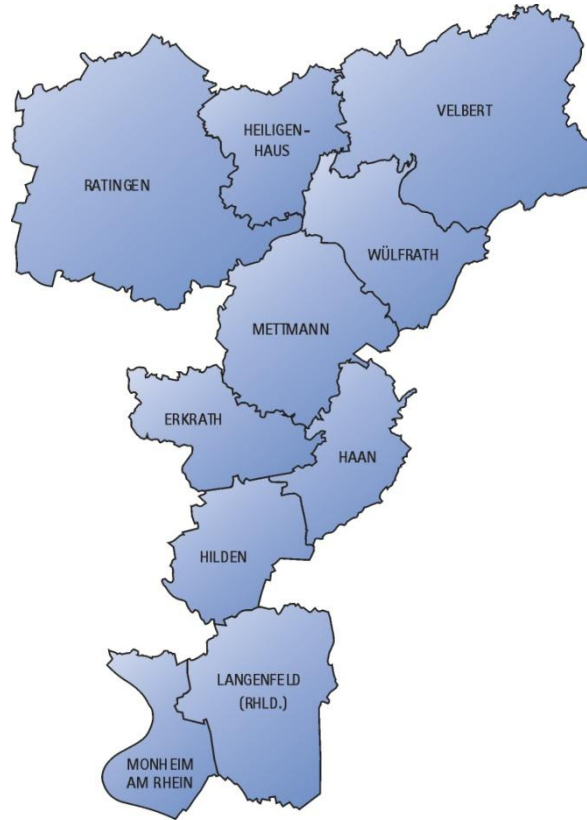 VELBERT
HEILIGEN-
HAUS
RATINGEN
WÜLFRATH
METTMANN
ERKRATH
HAAN
HILDEN
LANGENFELD
(RHLD.)
MONHEIM
AM RHEIN